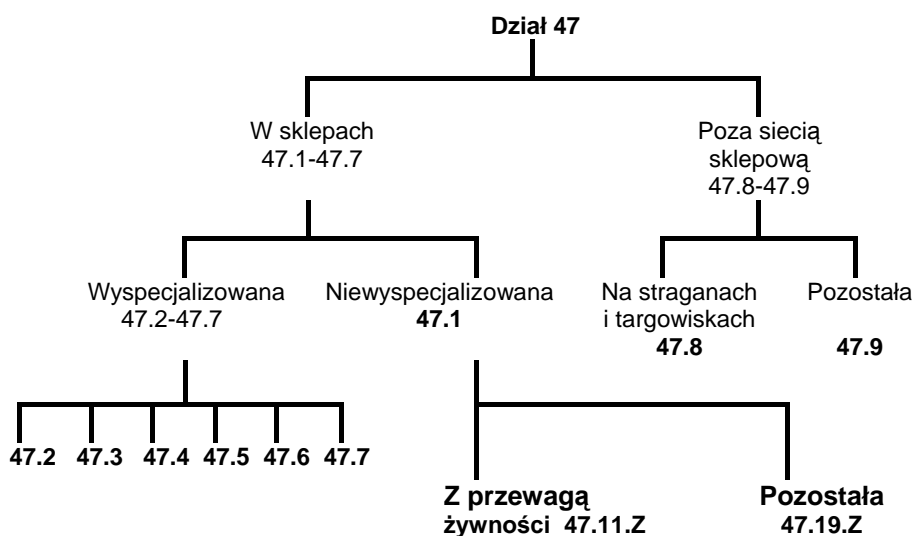 Dział 47
W sklepach
47.1-47.7
Poza siecią
sklepową
47.8-47.9
Wyspecjalizowana
47.2-47.7
Niewyspecjalizowana
47.1
Na straganach
i targowiskach
47.8
Pozostała
47.9
47.2 47.3 47.4 47.5 47.6 47.7
Z przewagą
żywności 47.11.Z
Pozostała
47.19.Z